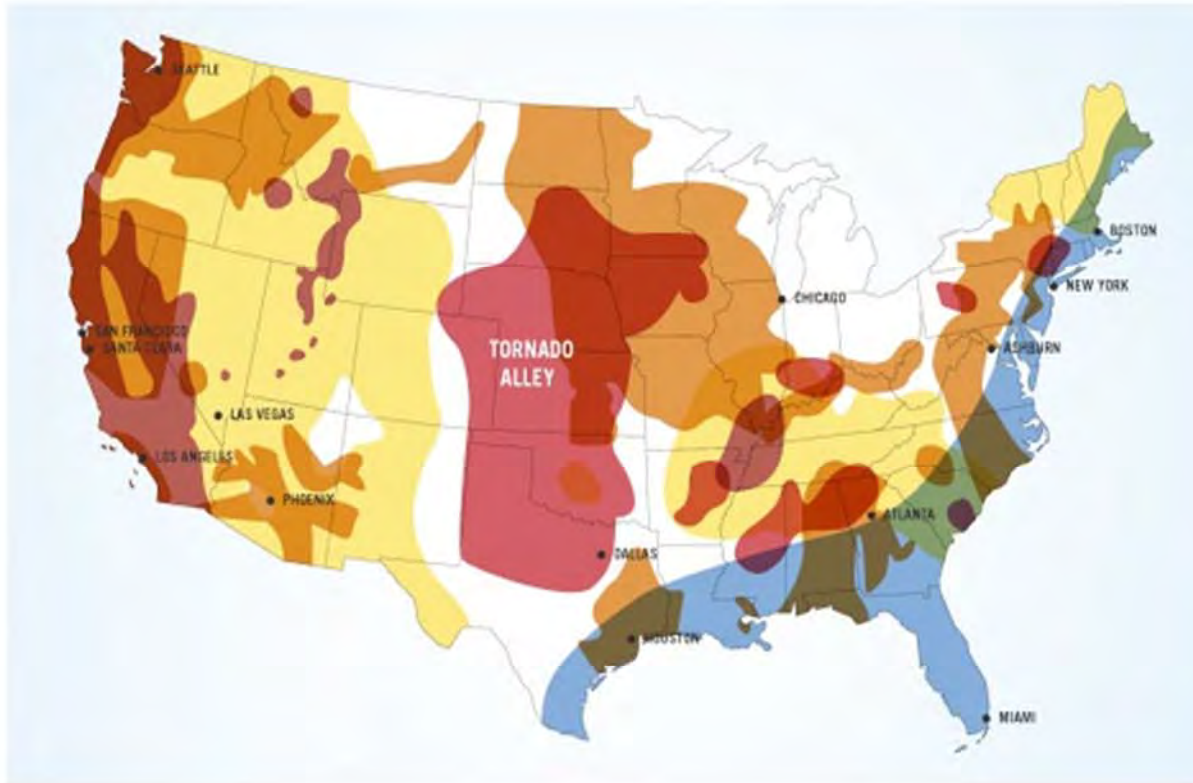 SEATTLE
BOSTON
NEW YORK
CHICAGO
SAN FRANCISCO
SANTA CLARA
ASHBURN
TORNADO
ALLEY
LAS VEGAS
LOS ANGELES
PHOENIX
ATLANTA
DALLAS
HOUSTON
MIAMI